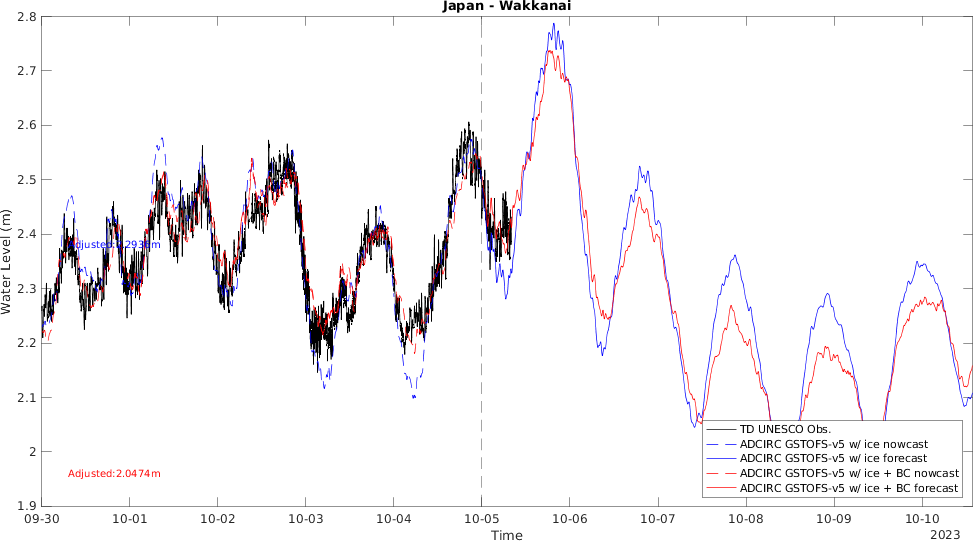 Japan - Wakkanai
2.8
2.7
2.6
2.5
2.4
2.3
2.2
2.1
2
1.9
Water Level (m)
Adjusted:2.2936m
Adjusted:2.0474m
TD UNESCO Obs.
ADCIRC GSTOFS-v5 w/ ice nowcast
ADCIRC GSTOFS-v5 w/ ice forecast
ADCIRC GSTOFS-v5 w/ ice + BC nowcast
ADCIRC GSTOFS-v5 w/ ice + BC forecast
09-30 10-01 10-02 10-03 10-04 10-05 10-06 10-07 10-08 10-09 10-10
Time
2023